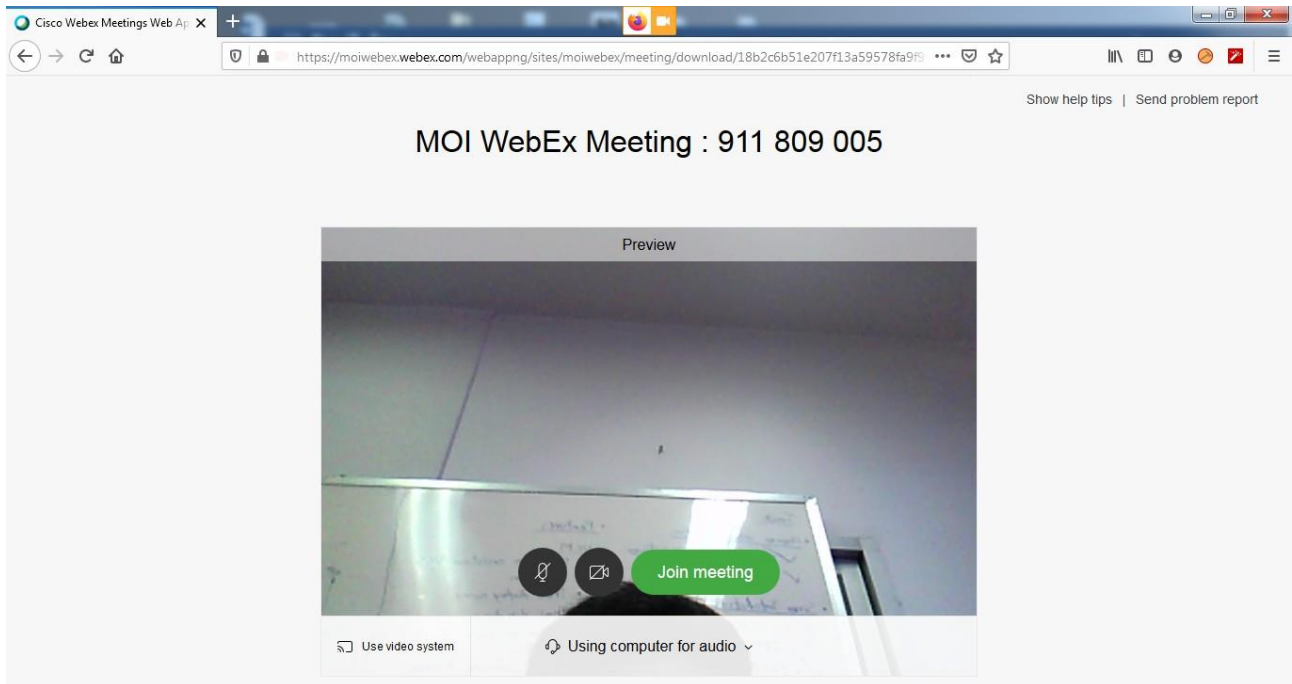 Cisco Webex Meetings Web Ap
https://moiwebex.webex.com/webappng/sites/moiwebex/meeting/download/18b2c6b51e207f13a59578fa9f9
Show help tips | Send problem report
MOI WebEx Meeting : 911 809 005
Preview
Join meeting
Use video system
Using computer for audio